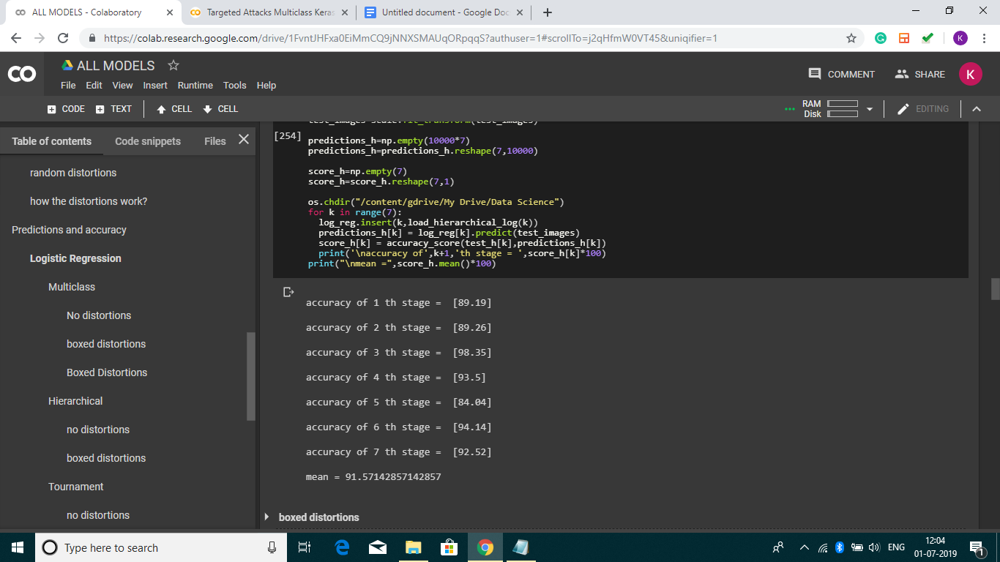 ALL MODELS - Colaboratory
Targeted Attacks Multiclass Keras
Untitled document - Google Doc
https://colab.research.google.com/drive/1FvntJHFxa0EiMmCQ9jNNXSMAUqORpqqS?authuser=1#scrollTo=j2qHfmW0VT45&uniqifier=1
K
ALL MODELS
File Edit View Insert Runtime Tools Help
COMMENT
SHARE
K
CODE TEXT CELL CELL
RAM
Disk
EDITING
Table of contents Code snippets Files
random distortions
how the distortions work?
Predictions and accuracy
Logistic Regression
Multiclass
No distortions
boxed distortions
Boxed Distortions
Hierarchical
no distortions
boxed distortions
Tournament
no distortions
[254]
predictions_h=np.empty(10000*7)
predictions_h=predictions_h.reshape(7,10000)
score_h=np.empty(7)
score_h=score_h.reshape(7,1)
os.chdir("/content/gdrive/My Drive/Data Science")
for k in range(7):
log_reg.insert(k,load_hierarchical_log(k))
predictions_h[k] = log_reg[k].predict(test_images)
score_h[k] = accuracy_score(test_h[k],predictions_h[k])
print('\naccuracy of',k+1,'th stage = ',score_h[k]*100)
print("\nmean =",score_h.mean()*100)
accuracy of 1 th stage = [89.19]
accuracy of 2 th stage = [89.26]
accuracy of 3 th stage = [98.35]
accuracy of 4 th stage = [93.5]
accuracy of 5 th stage = [84.04]
accuracy of 6 th stage = [94.14]
accuracy of 7 th stage = [92.52]
mean = 91.57142857142857
boxed distortions
Type here to search
ENG
12:04
01-07-2019
1